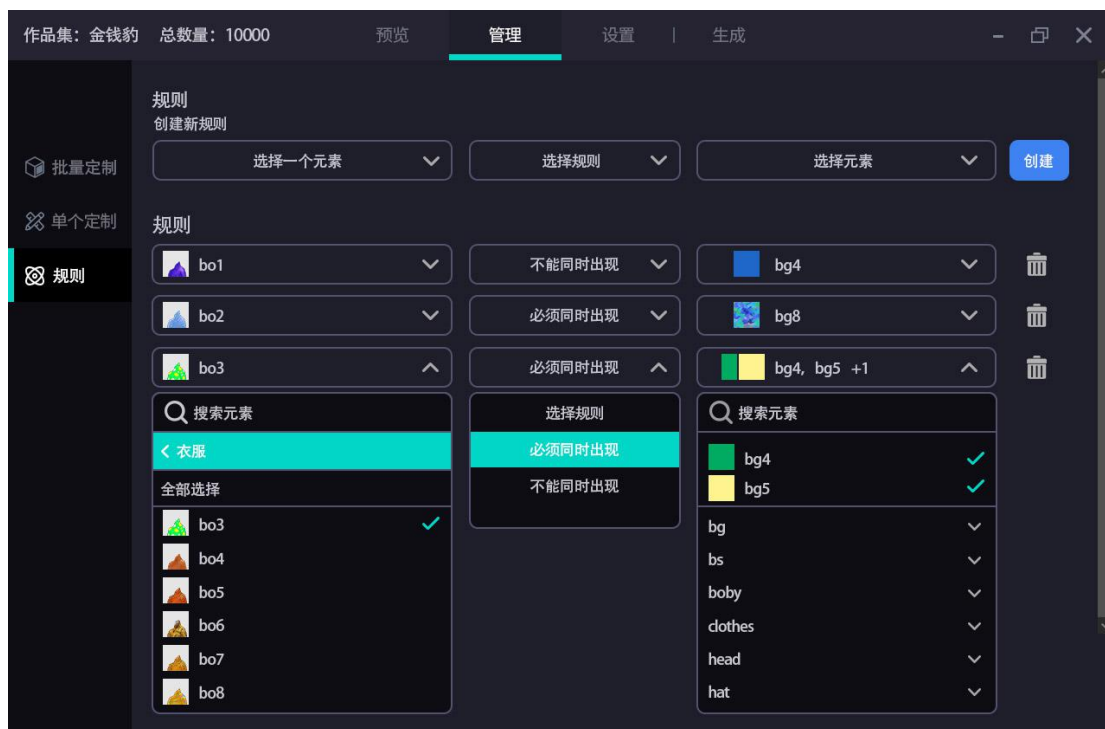 作品集：金钱豹 总数量：10000 预览 管理 设置 | 生成
规则
创建新规则
选择一个元素 选择规则 选择元素 创建
批量定制
单个定制
规则
规则
bo1 不能同时出现 bg4
bo2 必须同时出现 bg8
bo3 必须同时出现 bg4, bg5 +1
搜索元素 选择规则 搜索元素
< 衣服 必须同时出现 bg4
全部选择 不能同时出现 bg5
bo3 bg
bo4 bs
bo5 boby
bo6 clothes
bo7 head
bo8 hat